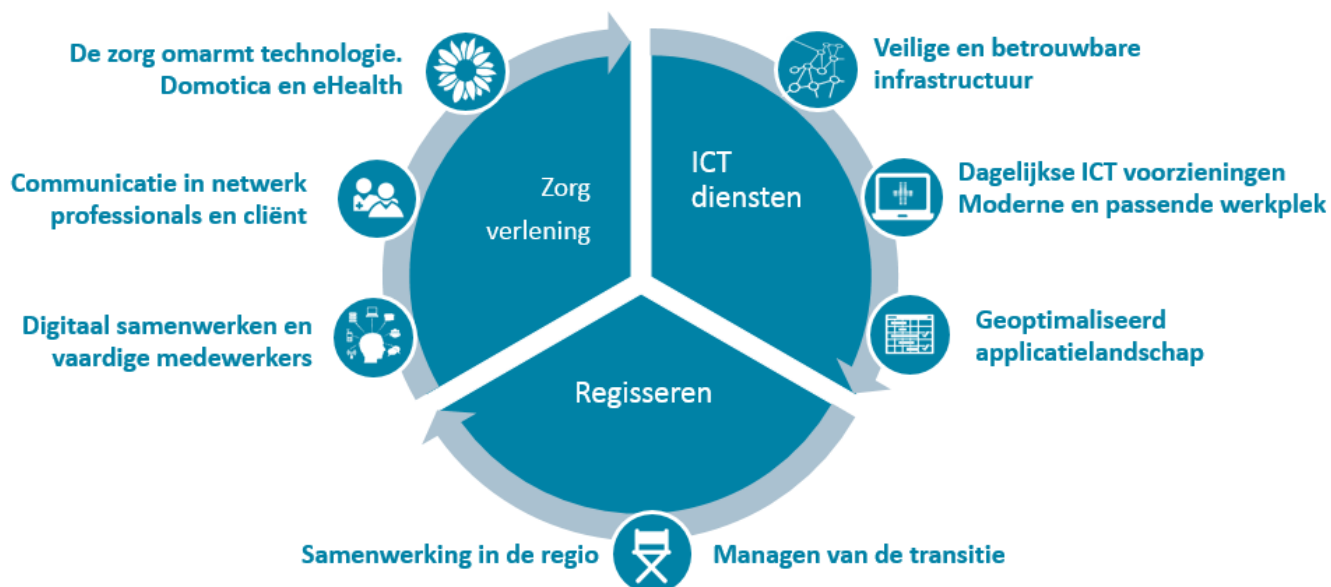 De zorg omarmt technologie.
Domotica en eHealth
Communicatie in netwerk
professionals en cliënt
Digitaal samenwerken en
vaardige medewerkers
Zorg
verlening
ICT
diensten
Regisseren
Veilige en betrouwbare
infrastructuur
Dagelijkse ICT voorzieningen
Moderne en passende werkplek
Geoptimaliseerd
applicatielandschap
Samenwerking in de regio
Managen van de transitie